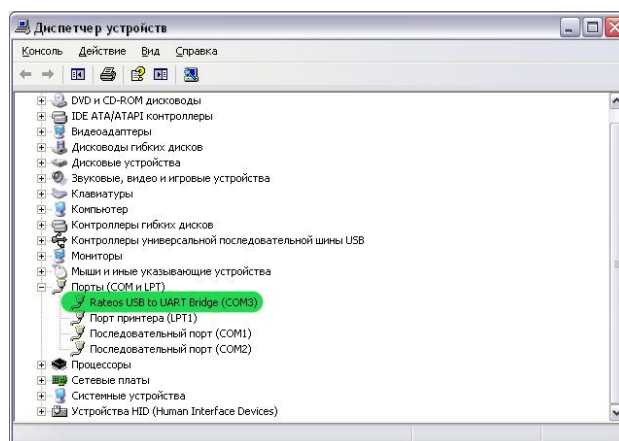 Диспетчер устройств
Консоль Действие Вид Справка
DVD и CD-ROM дисководы
IDE ATA/ATAPI контроллеры
Видеоадаптеры
Дисководы гибких дисков
Дисковые устройства
Звуковые, видео и игровые устройства
Клавиатуры
Компьютер
Контроллеры гибких дисков
Контроллеры универсальной последовательной шины USB
Мониторы
Мыши и иные указывающие устройства
Порты (COM и LPT)
Rateos USB to UART Bridge (COM3)
Порт принтера (LPT1)
Последовательный порт (COM1)
Последовательный порт (COM2)
Процессоры
Сетевые платы
Системные устройства
Устройства HID (Human Interface Devices)